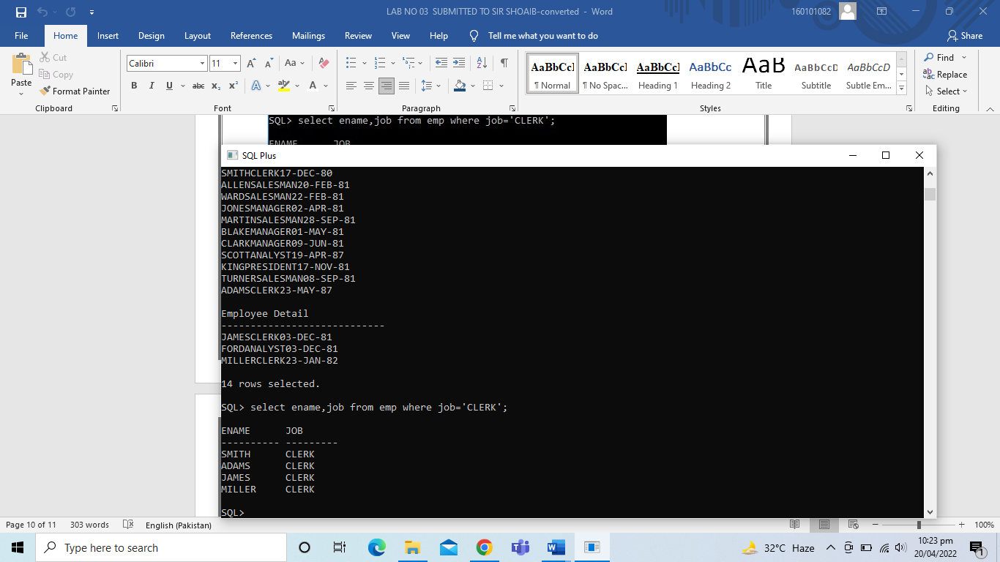 LAB NO 03 SUBMITTED TO SIR SHOAIB-converted - Word
160101082
File Home Insert Design Layout References Mailings Review View Help Tell me what you want to do Share
Paste
Cut
Copy
Format Painter
Clipboard
Calibri 11
B I U abc x₂ x²
Font
Paragraph
AaBbCcI AaBbCcI AaBbCcI AaBbCc AaB AaBbCcD AaBbCcD
¶ Normal ¶ No Spac... Heading 1 Heading 2 Title Subtitle Subtle Em...
Styles
Find
Replace
Select
Editing
SQL> select ename,job from emp where job='CLERK';
ENAME JOB
SQL Plus
SMITHCLERK17-DEC-80
ALLENSALESMAN20-FEB-81
WARDSALESMAN22-FEB-81
JONESMANAGER02-APR-81
MARTINSALESMAN28-SEP-81
BLAKEMANAGER01-MAY-81
CLARKMANAGER09-JUN-81
SCOTTANALYST19-APR-87
KINGPRESIDENT17-NOV-81
TURNERSALESMAN08-SEP-81
ADAMSCLERK23-MAY-87
Employee Detail
----------------------------
JAMESCLERK03-DEC-81
FORDANALYST03-DEC-81
MILLERCLERK23-JAN-82
14 rows selected.
SQL> select ename,job from emp where job='CLERK';
ENAME JOB
---------- ---------
SMITH CLERK
ADAMS CLERK
JAMES CLERK
MILLER CLERK
SQL>
Page 10 of 11 303 words English (Pakistan) 100%
Type here to search
32°C Haze
10:23 pm
20/04/2022
1